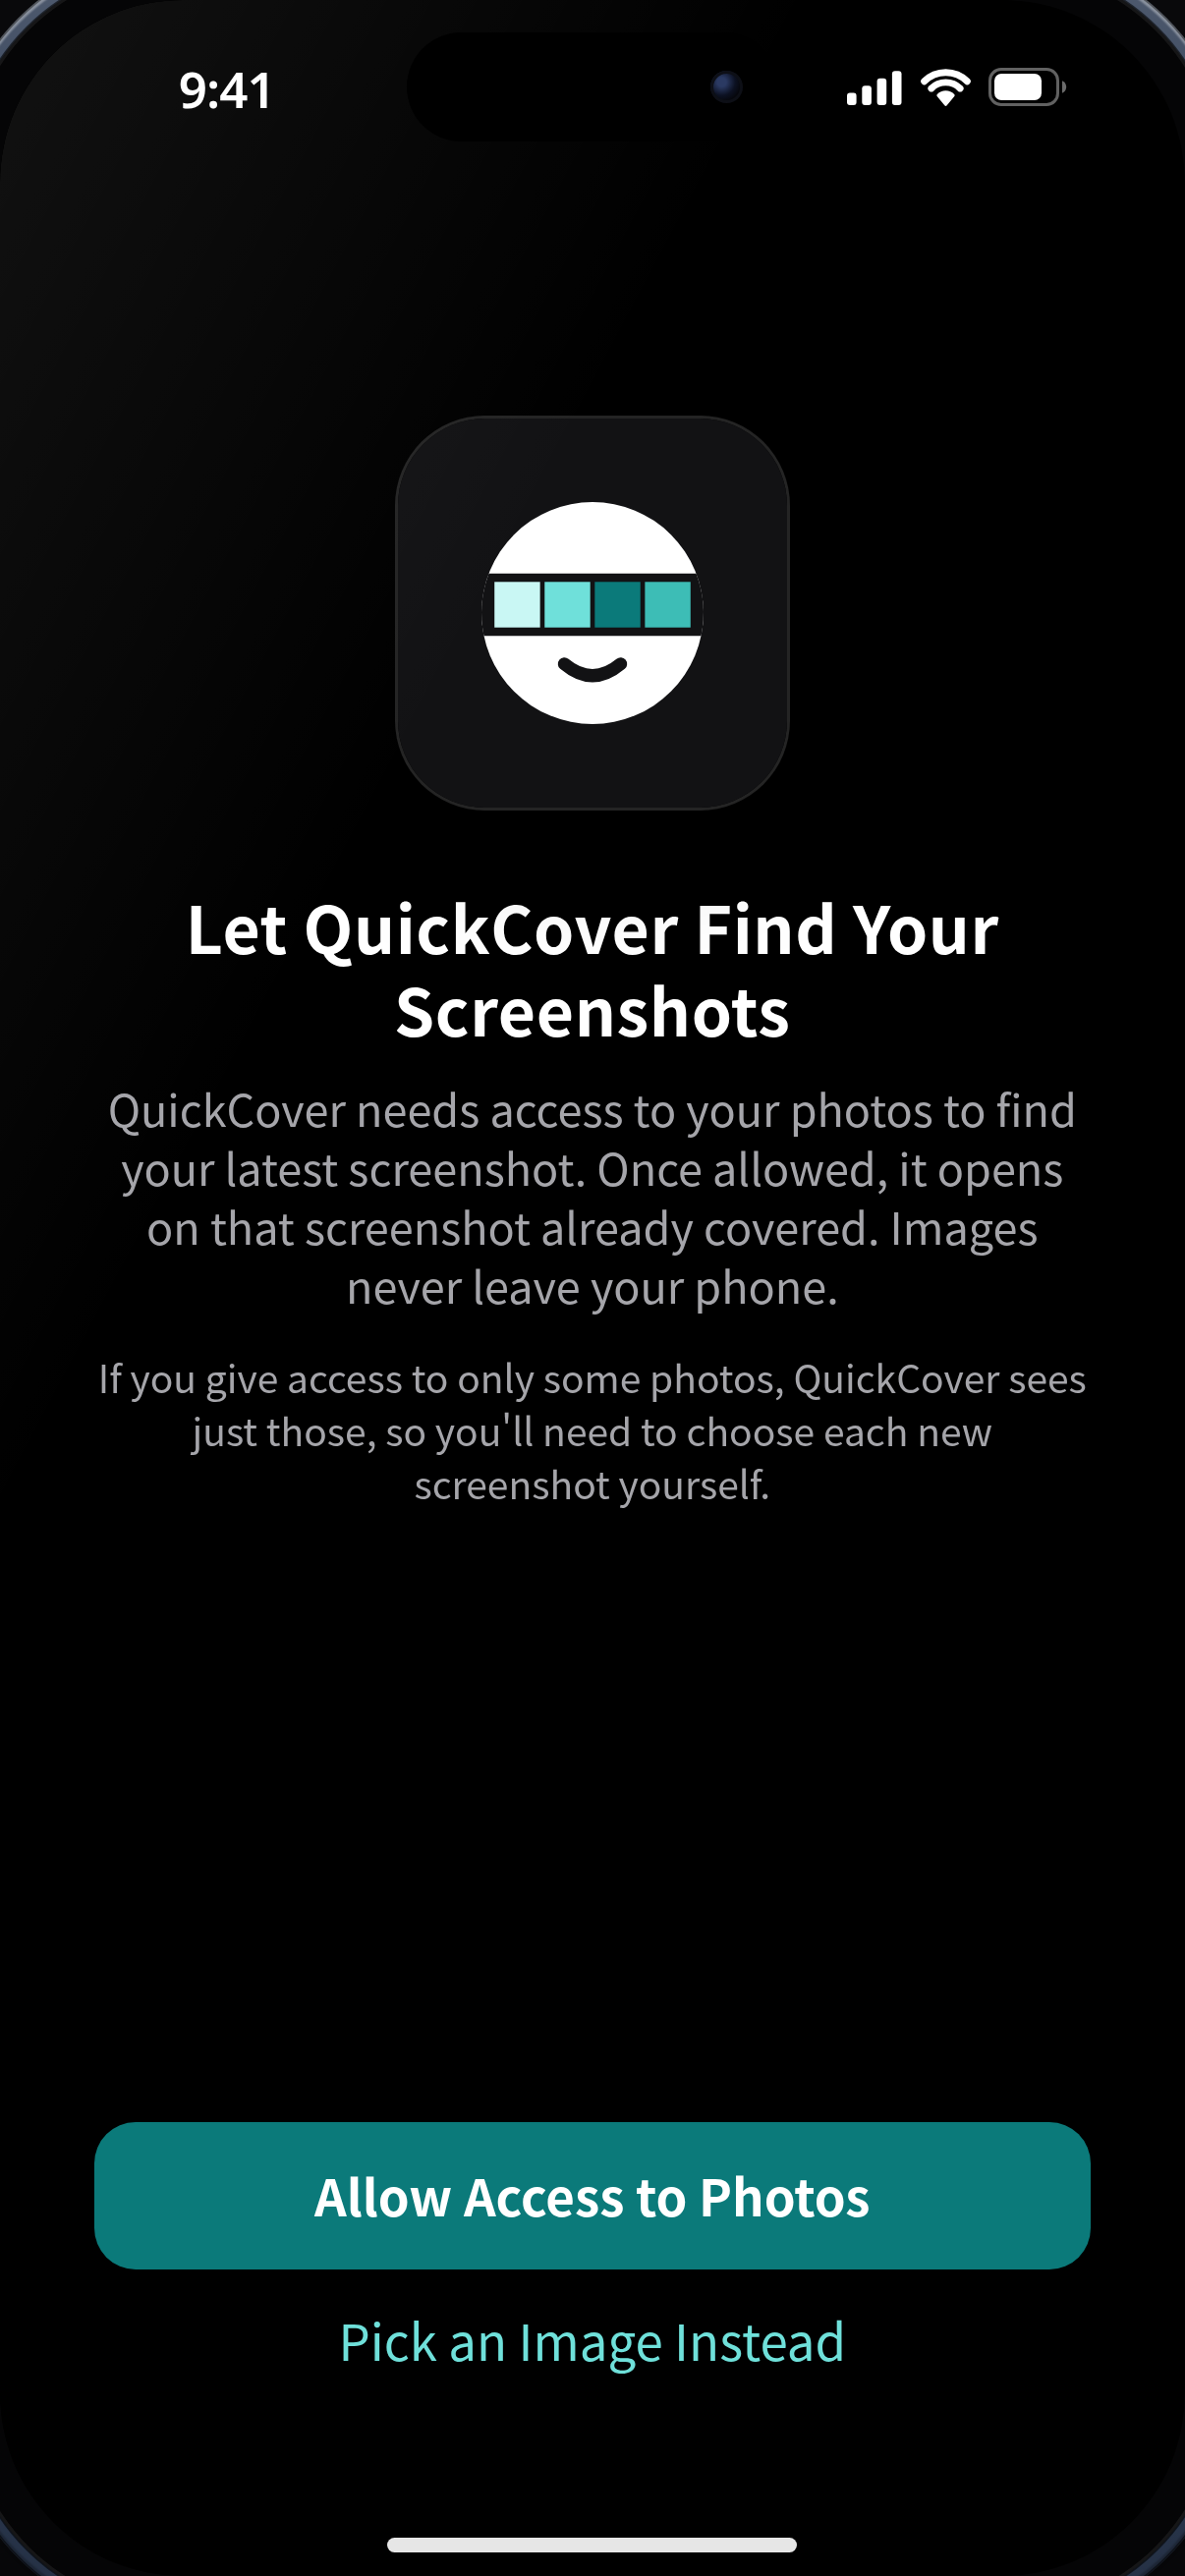 9:41
Let QuickCover Find Your
Screenshots
QuickCover needs access to your photos to find
your latest screenshot. Once allowed, it opens
on that screenshot already covered. Images
never leave your phone.
If you give access to only some photos, QuickCover sees
just those, so you'll need to choose each new
screenshot yourself.
Allow Access to Photos
Pick an Image Instead